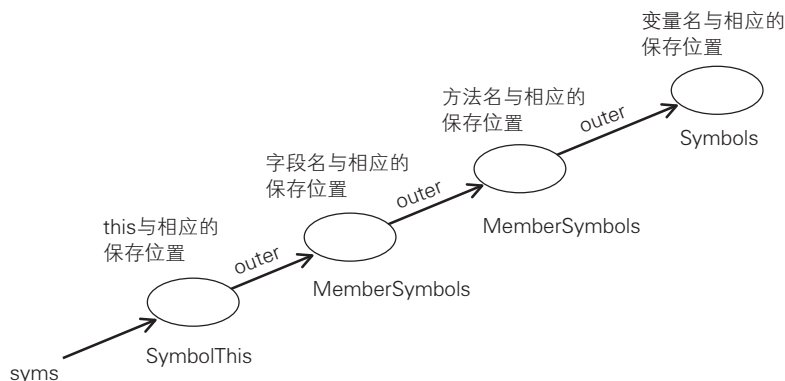 变量名与相应的
保存位置
outer
Symbols
方法名与相应的
保存位置
outer
MemberSymbols
字段名与相应的
保存位置
outer
MemberSymbols
this与相应的
保存位置
SymbolThis
syms